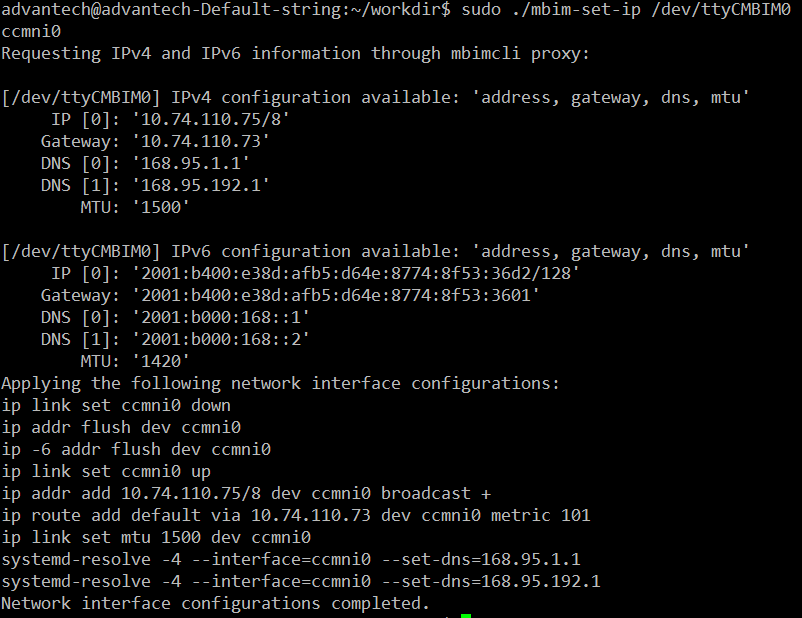 advantech@advantech-Default-string:~/workdir$ sudo ./mbim-set-ip /dev/ttyCMBIM0
ccmni0
Requesting IPv4 and IPv6 information through mbimcli proxy:

[/dev/ttyCMBIM0] IPv4 configuration available: 'address, gateway, dns, mtu'
     IP [0]: '10.74.110.75/8'
    Gateway: '10.74.110.73'
    DNS [0]: '168.95.1.1'
    DNS [1]: '168.95.192.1'
        MTU: '1500'

[/dev/ttyCMBIM0] IPv6 configuration available: 'address, gateway, dns, mtu'
     IP [0]: '2001:b400:e38d:afb5:d64e:8774:8f53:36d2/128'
    Gateway: '2001:b400:e38d:afb5:d64e:8774:8f53:3601'
    DNS [0]: '2001:b000:168::1'
    DNS [1]: '2001:b000:168::2'
        MTU: '1420'
Applying the following network interface configurations:
ip link set ccmni0 down
ip addr flush dev ccmni0
ip -6 addr flush dev ccmni0
ip link set ccmni0 up
ip addr add 10.74.110.75/8 dev ccmni0 broadcast +
ip route add default via 10.74.110.73 dev ccmni0 metric 101
ip link set mtu 1500 dev ccmni0
systemd-resolve -4 --interface=ccmni0 --set-dns=168.95.1.1
systemd-resolve -4 --interface=ccmni0 --set-dns=168.95.192.1
Network interface configurations completed.